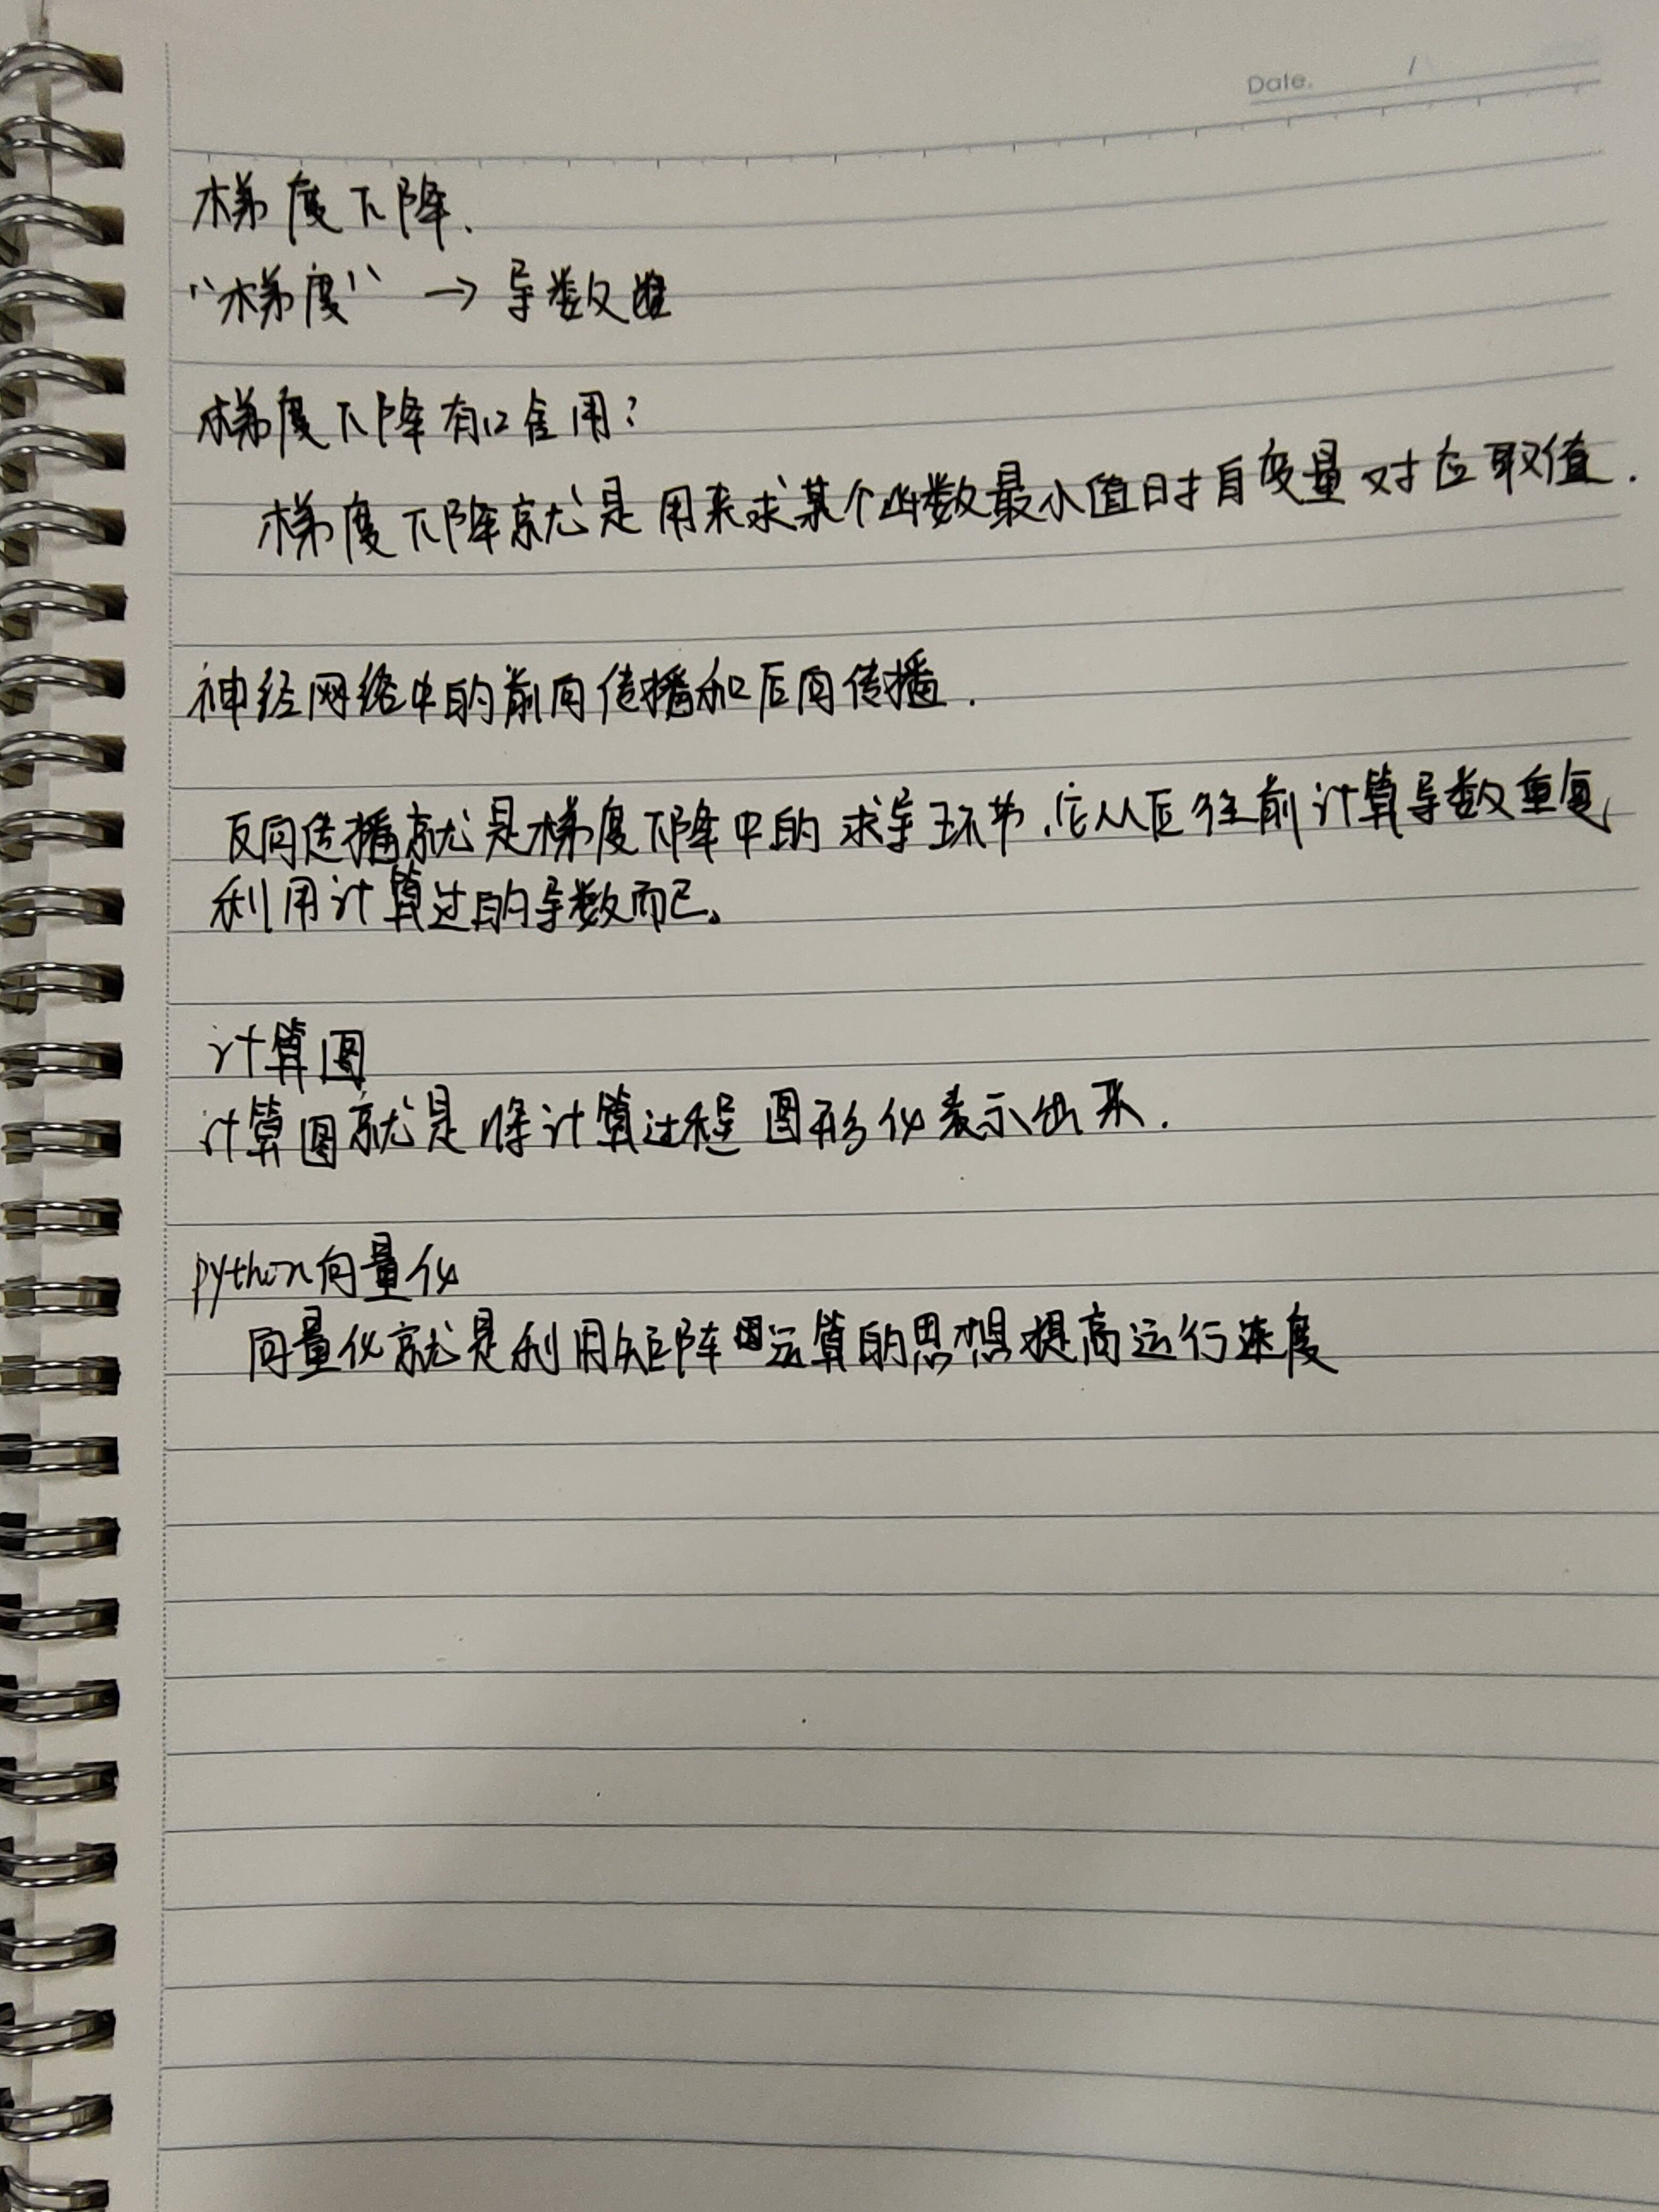 Date. /
梯度下降.
“梯度” → 导数
梯度下降有啥用?
梯度下降就是用来求某个函数最小值时自变量对应取值.
神经网络中的前向传播和后向传播.
反向传播就是梯度下降中的求导环节,它从后往前计算导数重复
利用计算过的导数而已。
计算图
计算图就是将计算过程图形化表示出来.
python向量化
向量化就是利用矩阵运算的思想提高运行速度